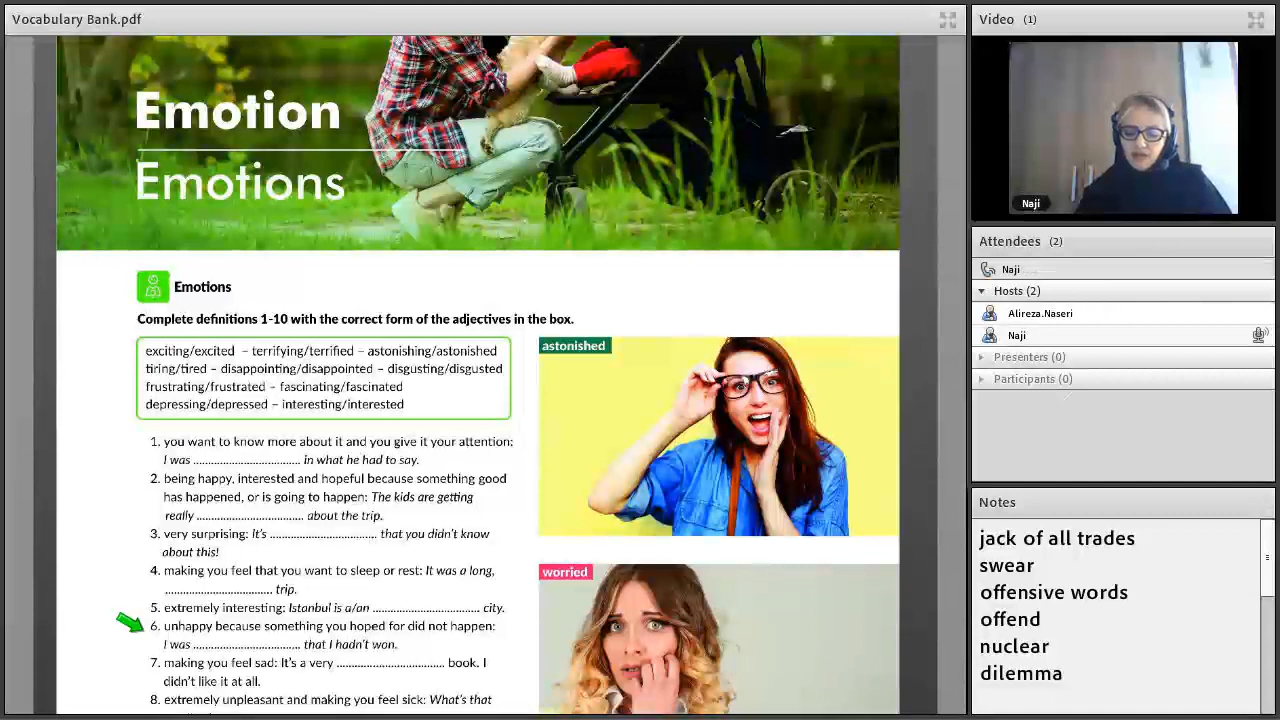 Vocabulary Bank.pdf
Emotion
Emotions
Emotions
Complete definitions 1-10 with the correct form of the adjectives in the box.
exciting/excited – terrifying/terrified – astonishing/astonished
tiring/tired – disappointing/disappointed – disgusting/disgusted
frustrating/frustrated – fascinating/fascinated
depressing/depressed – interesting/interested
1. you want to know more about it and you give it your attention:
I was ................................. in what he had to say.
2. being happy, interested and hopeful because something good
has happened, or is going to happen: The kids are getting
really ................................. about the trip.
3. very surprising: It's ................................. that you didn't know
about this!
4. making you feel that you want to sleep or rest: It was a long,
................................. trip.
5. extremely interesting: Istanbul is a/an ................................. city.
6. unhappy because something you hoped for did not happen:
I was ................................. that I hadn't won.
7. making you feel sad: It's a very ................................. book. I
didn't like it at all.
8. extremely unpleasant and making you feel sick: What's that
astonished
worried
Video (1)
Naji
Attendees (2)
Naji
Hosts (2)
Alireza.Naseri
Naji
Presenters (0)
Participants (0)
Notes
jack of all trades
swear
offensive words
offend
nuclear
dilemma